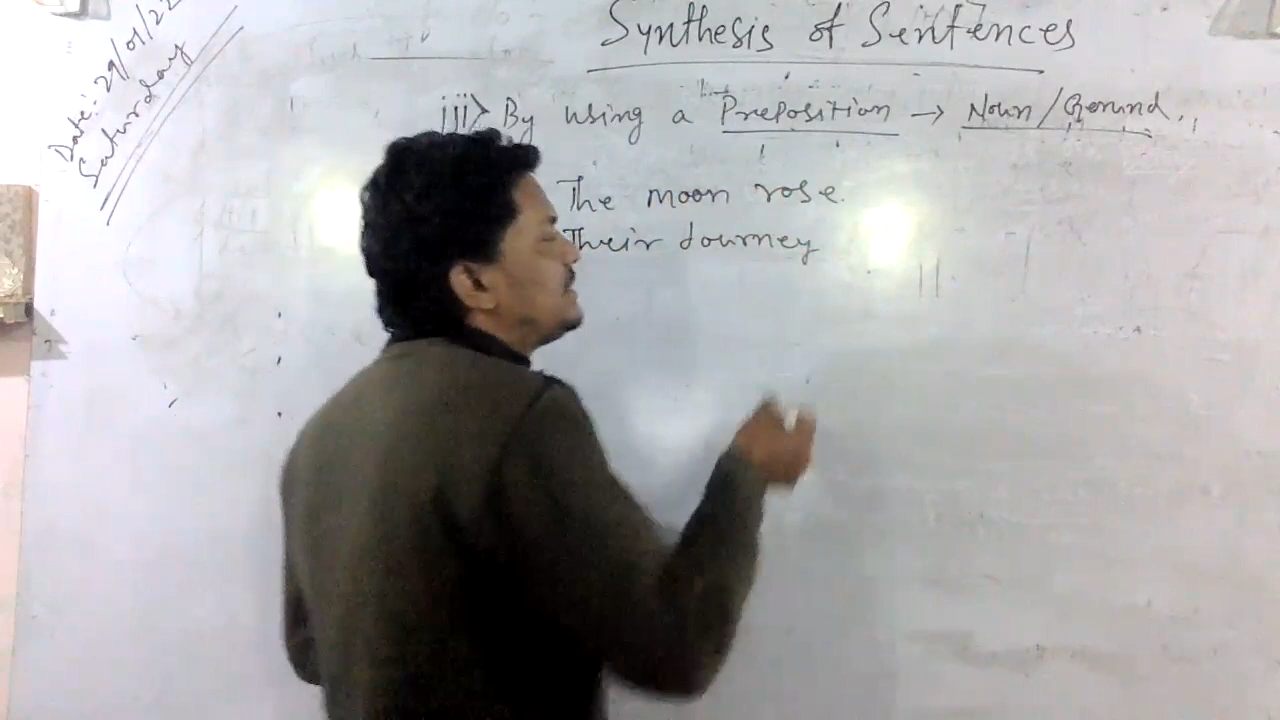 Date:- 29/01/22
Saturday
Synthesis of Sentences
iii> By using a Preposition → Noun/Gerund.
The moon rose.
Their Journey